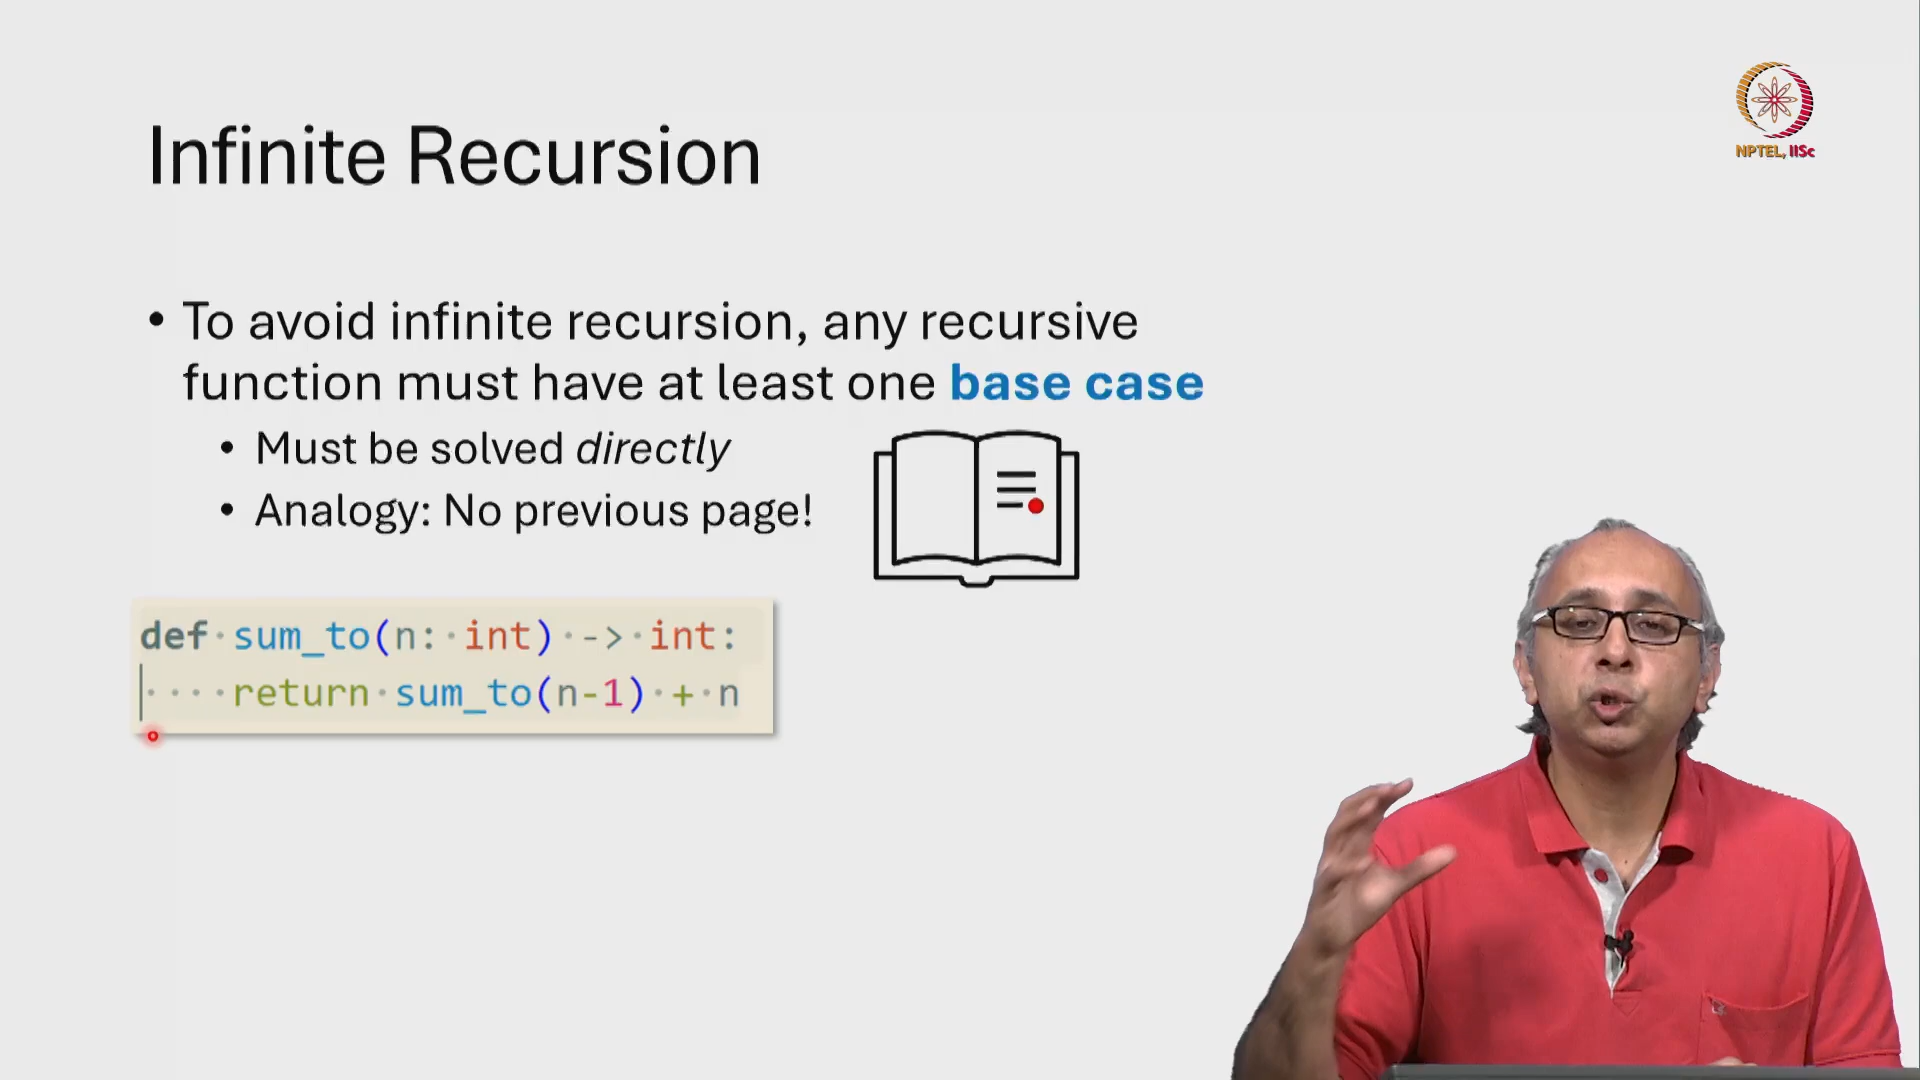 NPTEL, IISc
Infinite Recursion
• To avoid infinite recursion, any recursive
function must have at least one base case
• Must be solved directly
• Analogy: No previous page!
def sum_to(n: int) -> int:
    return sum_to(n-1) + n